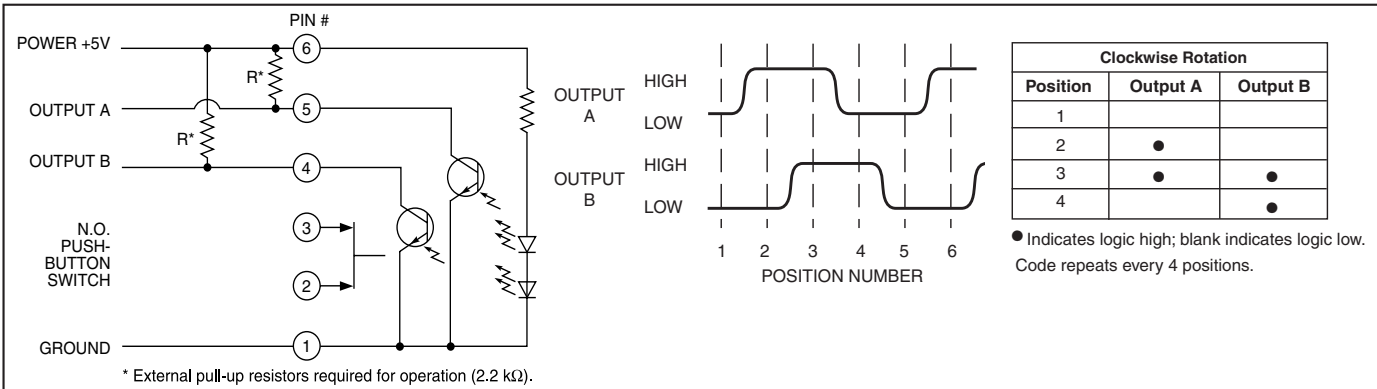 PIN #
POWER +5V
6
R*
OUTPUT A
5
R*
OUTPUT B
4
N.O.
PUSH-
BUTTON
SWITCH
3
2
GROUND
1
* External pull-up resistors required for operation (2.2 kΩ).
OUTPUT
A
HIGH
LOW
OUTPUT
B
HIGH
LOW
1 2 3 4 5 6
POSITION NUMBER
Clockwise Rotation
Position Output A Output B
1
2 ●
3 ● ●
4 ●
● Indicates logic high; blank indicates logic low.
Code repeats every 4 positions.